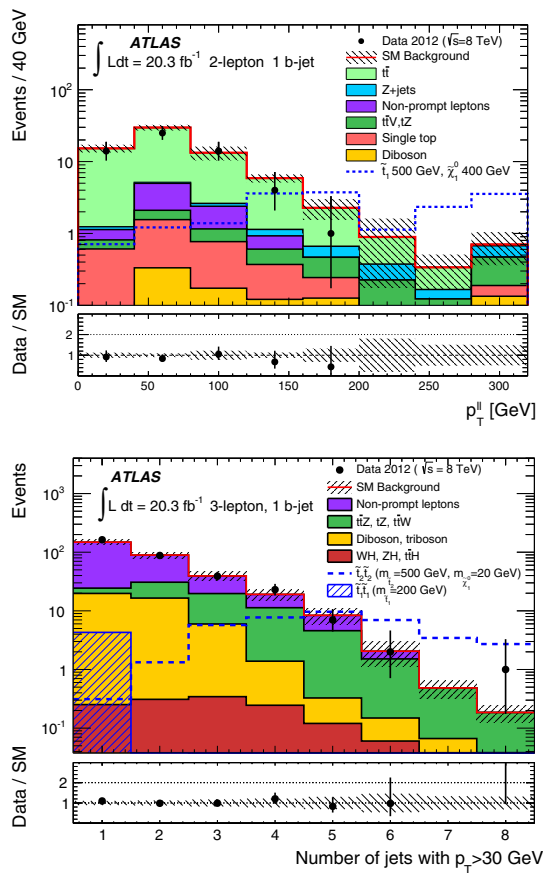 ATLAS
∫ Ldt = 20.3 fb⁻¹ 2-lepton 1 b-jet
Data 2012 (√s=8 TeV)
SM Background
tt̄
Z+jets
Non-prompt leptons
tt̄V,tZ
Single top
Diboson
t̃₁ 500 GeV, χ̃₁⁰ 400 GeV
Events / 40 GeV
10²
10
1
10⁻¹
Data / SM
2
1
0 50 100 150 200 250 300
p_T^ll [GeV]
ATLAS
∫ L dt = 20.3 fb⁻¹ 3-lepton, 1 b-jet
Data 2012 ( √s = 8 TeV)
SM Background
Non-prompt leptons
tt̄Z, tZ, tt̄W
Diboson, triboson
WH, ZH, tt̄H
t̃₂t̃₂ (m_t̃₂=500 GeV, m_χ̃₁⁰=20 GeV)
t̃₁t̃₁ (m_t̃₁=200 GeV)
Events
10³
10²
10
1
10⁻¹
Data / SM
2
1
1 2 3 4 5 6 7 8
Number of jets with p_T>30 GeV